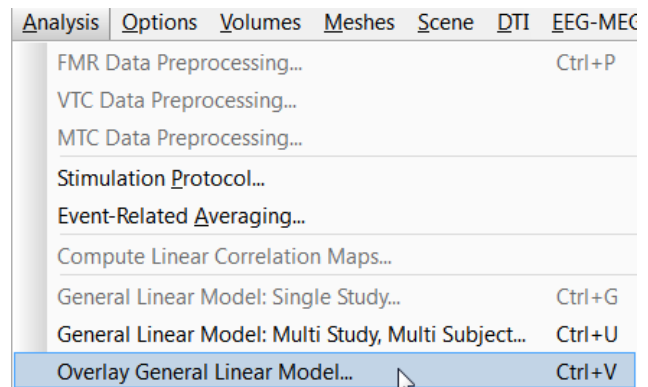 Analysis Options Volumes Meshes Scene DTI EEG-MEG
FMR Data Preprocessing... Ctrl+P
VTC Data Preprocessing...
MTC Data Preprocessing...
Stimulation Protocol...
Event-Related Averaging...
Compute Linear Correlation Maps...
General Linear Model: Single Study... Ctrl+G
General Linear Model: Multi Study, Multi Subject... Ctrl+U
Overlay General Linear Model... Ctrl+V